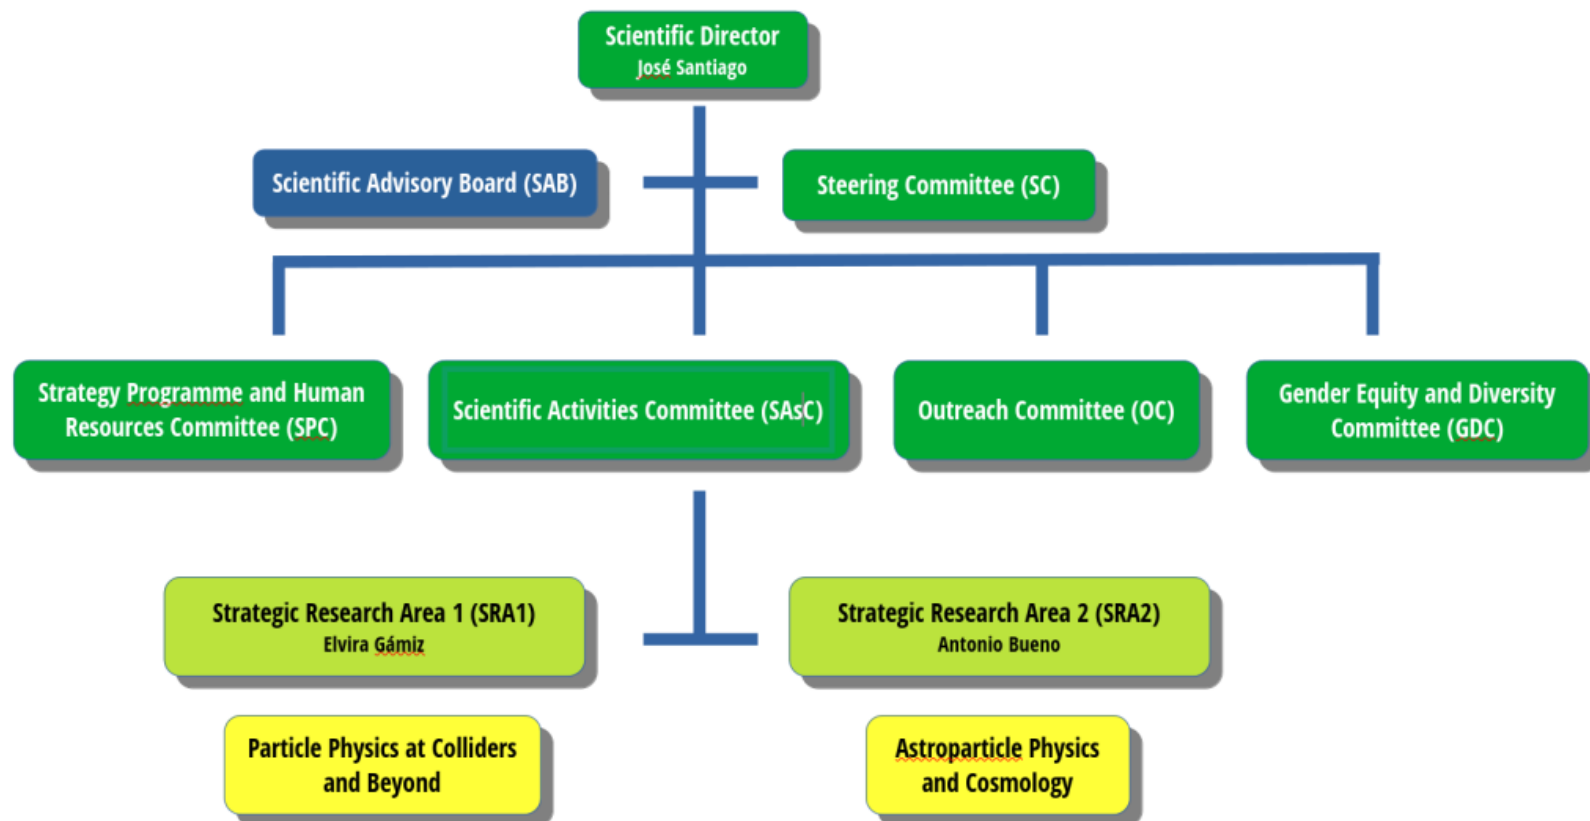 Scientific Director
José Santiago
Scientific Advisory Board (SAB)
Steering Committee (SC)
Strategy Programme and Human
Resources Committee (SPC)
Scientific Activities Committee (SAsC)
Outreach Committee (OC)
Gender Equity and Diversity
Committee (GDC)
Strategic Research Area 1 (SRA1)
Elvira Gámiz
Strategic Research Area 2 (SRA2)
Antonio Bueno
Particle Physics at Colliders
and Beyond
Astroparticle Physics
and Cosmology